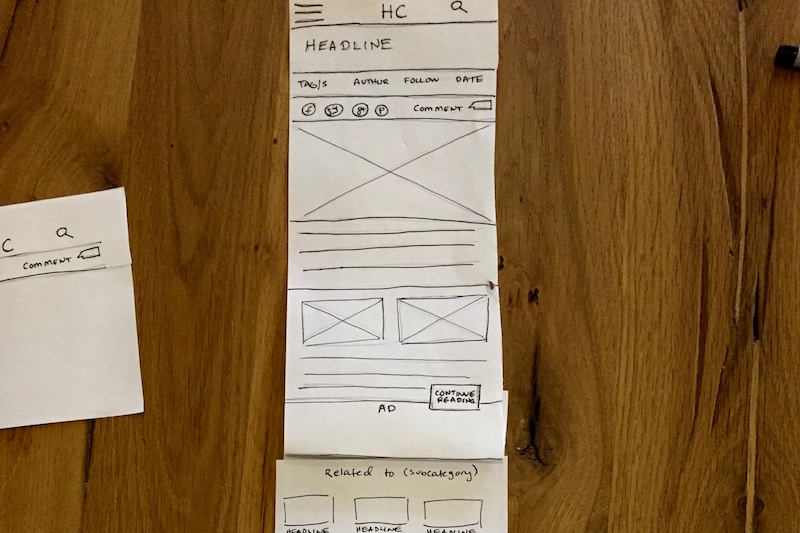 HC
HEADLINE
TAG/S AUTHOR FOLLOW DATE
f g+ P COMMENT
CONTINUE
READING
AD
Related to (subcategory)
HEADLINE HEADLINE HEADLINE
C
COMMENT